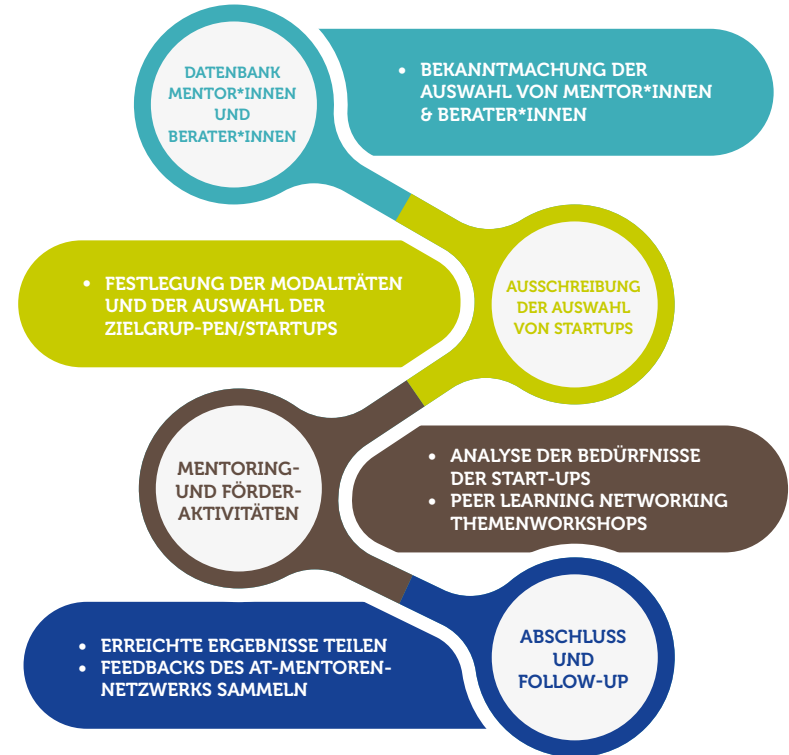 DATENBANK
MENTOR*INNEN
UND
BERATER*INNEN
• BEKANNTMACHUNG DER
AUSWAHL VON MENTOR*INNEN
& BERATER*INNEN
• FESTLEGUNG DER MODALITÄTEN
UND DER AUSWAHL DER
ZIELGRUP-PEN/STARTUPS
AUSSCHREIBUNG
DER AUSWAHL
VON STARTUPS
MENTORING-
UND FÖRDER-
AKTIVITÄTEN
• ANALYSE DER BEDÜRFNISSE
DER START-UPS
• PEER LEARNING NETWORKING
THEMENWORKSHOPS
• ERREICHTE ERGEBNISSE TEILEN
• FEEDBACKS DES AT-MENTOREN-
NETZWERKS SAMMELN
ABSCHLUSS
UND
FOLLOW-UP